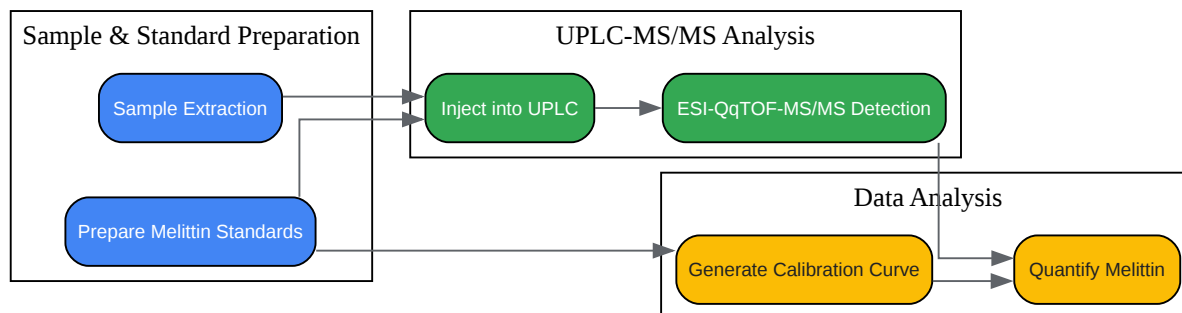 Sample & Standard Preparation
Sample Extraction
Prepare Melittin Standards
UPLC-MS/MS Analysis
Inject into UPLC
ESI-QqTOF-MS/MS Detection
Data Analysis
Generate Calibration Curve
Quantify Melittin